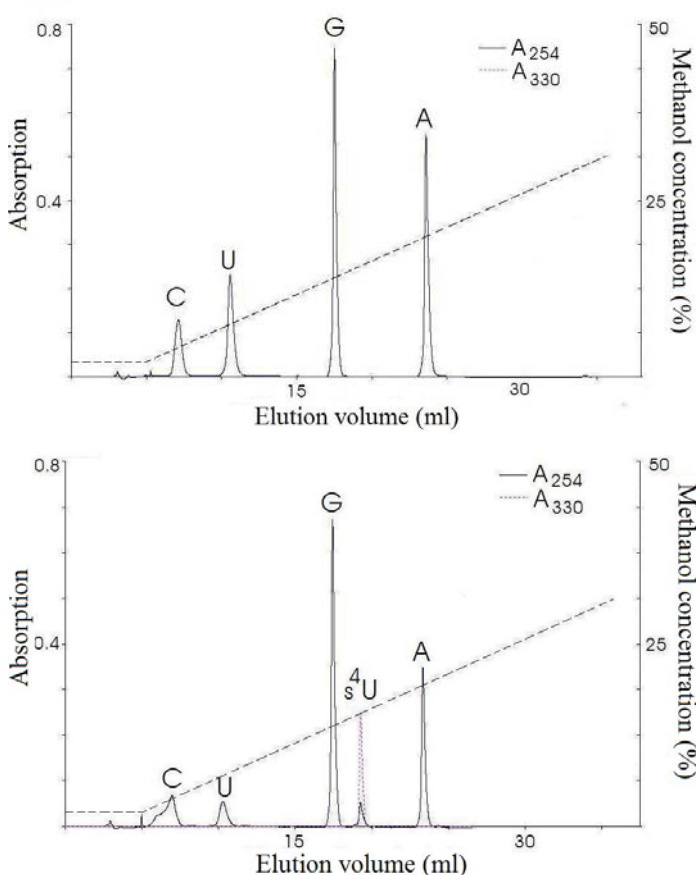 0.8
50
G
A254
A330
A
Methanol concentration (%)
Absorption
0.4
25
U
C
15
30
Elution volume (ml)
0.8
50
G
A254
A330
Methanol concentration (%)
Absorption
0.4
25
s4U
A
C
U
15
30
Elution volume (ml)